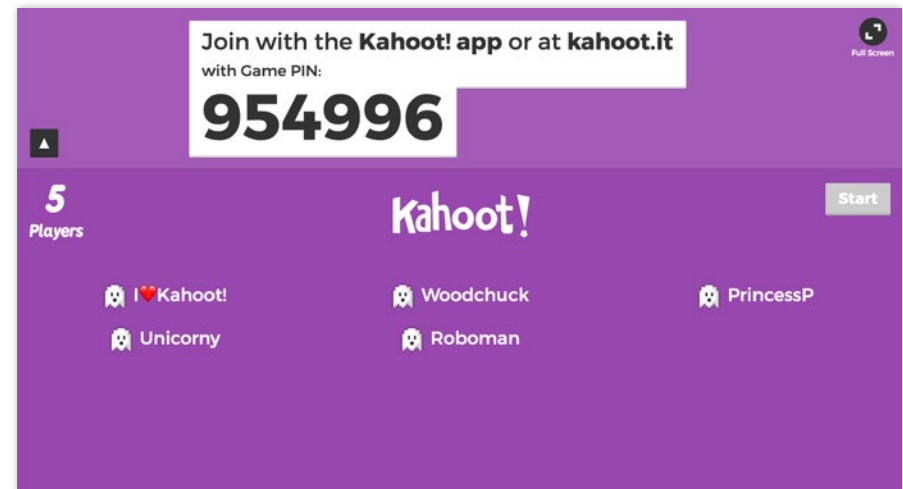 Join with the Kahoot! app or at kahoot.it
Full Screen
with Game PIN:
954996
5
Players
Kahoot!
Start
I❤️Kahoot!
Woodchuck
PrincessP
Unicorny
Roboman